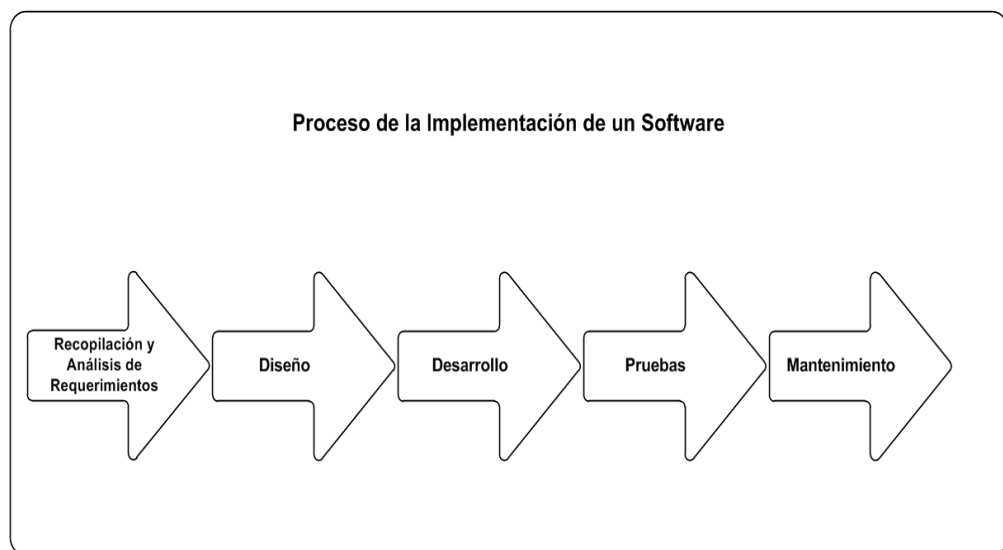 Proceso de la Implementación de un Software
Recopilación y
Análisis de
Requerimientos
Diseño
Desarrollo
Pruebas
Mantenimiento